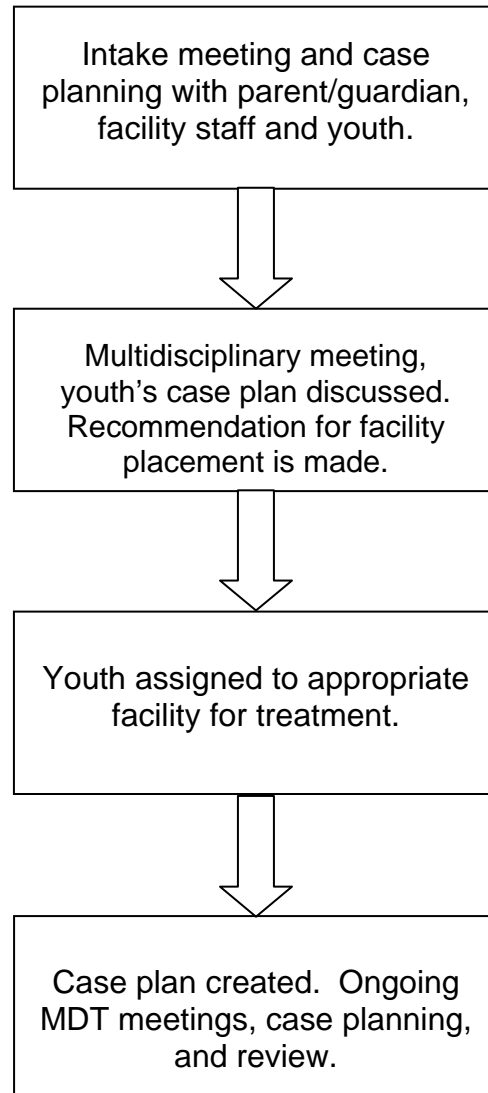 Intake meeting and case
planning with parent/guardian,
facility staff and youth.
Multidisciplinary meeting,
youth’s case plan discussed.
Recommendation for facility
placement is made.
Youth assigned to appropriate
facility for treatment.
Case plan created.  Ongoing
MDT meetings, case planning,
and review.